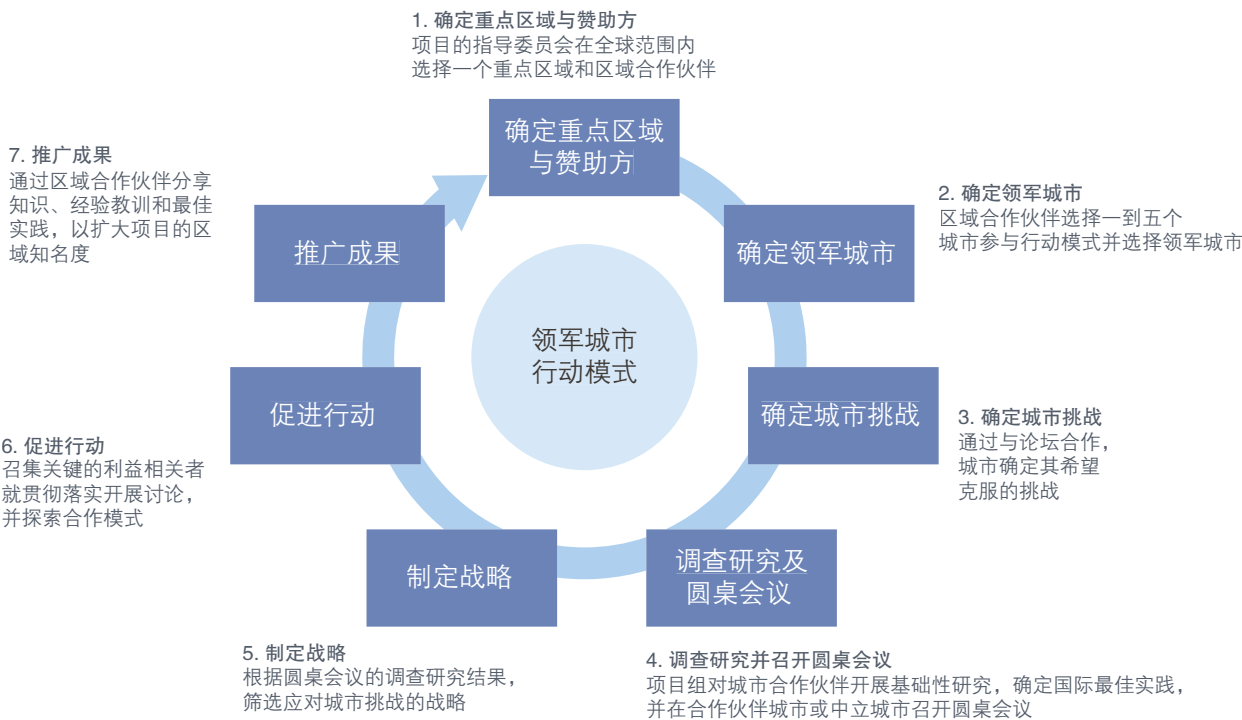 1. 确定重点区域与赞助方
项目的指导委员会在全球范围内
选择一个重点区域和区域合作伙伴
确定重点区域
与赞助方
2. 确定领军城市
区域合作伙伴选择一到五个
城市参与行动模式并选择领军城市
确定领军城市
3. 确定城市挑战
通过与论坛合作，
城市确定其希望
克服的挑战
确定城市挑战
4. 调查研究并召开圆桌会议
项目组对城市合作伙伴开展基础性研究，确定国际最佳实践，
并在合作伙伴城市或中立城市召开圆桌会议
调查研究及
圆桌会议
5. 制定战略
根据圆桌会议的调查研究结果，
筛选应对城市挑战的战略
制定战略
6. 促进行动
召集关键的利益相关者
就贯彻落实开展讨论，
并探索合作模式
促进行动
7. 推广成果
通过区域合作伙伴分享
知识、经验教训和最佳
实践，以扩大项目的区
域知名度
推广成果
领军城市
行动模式